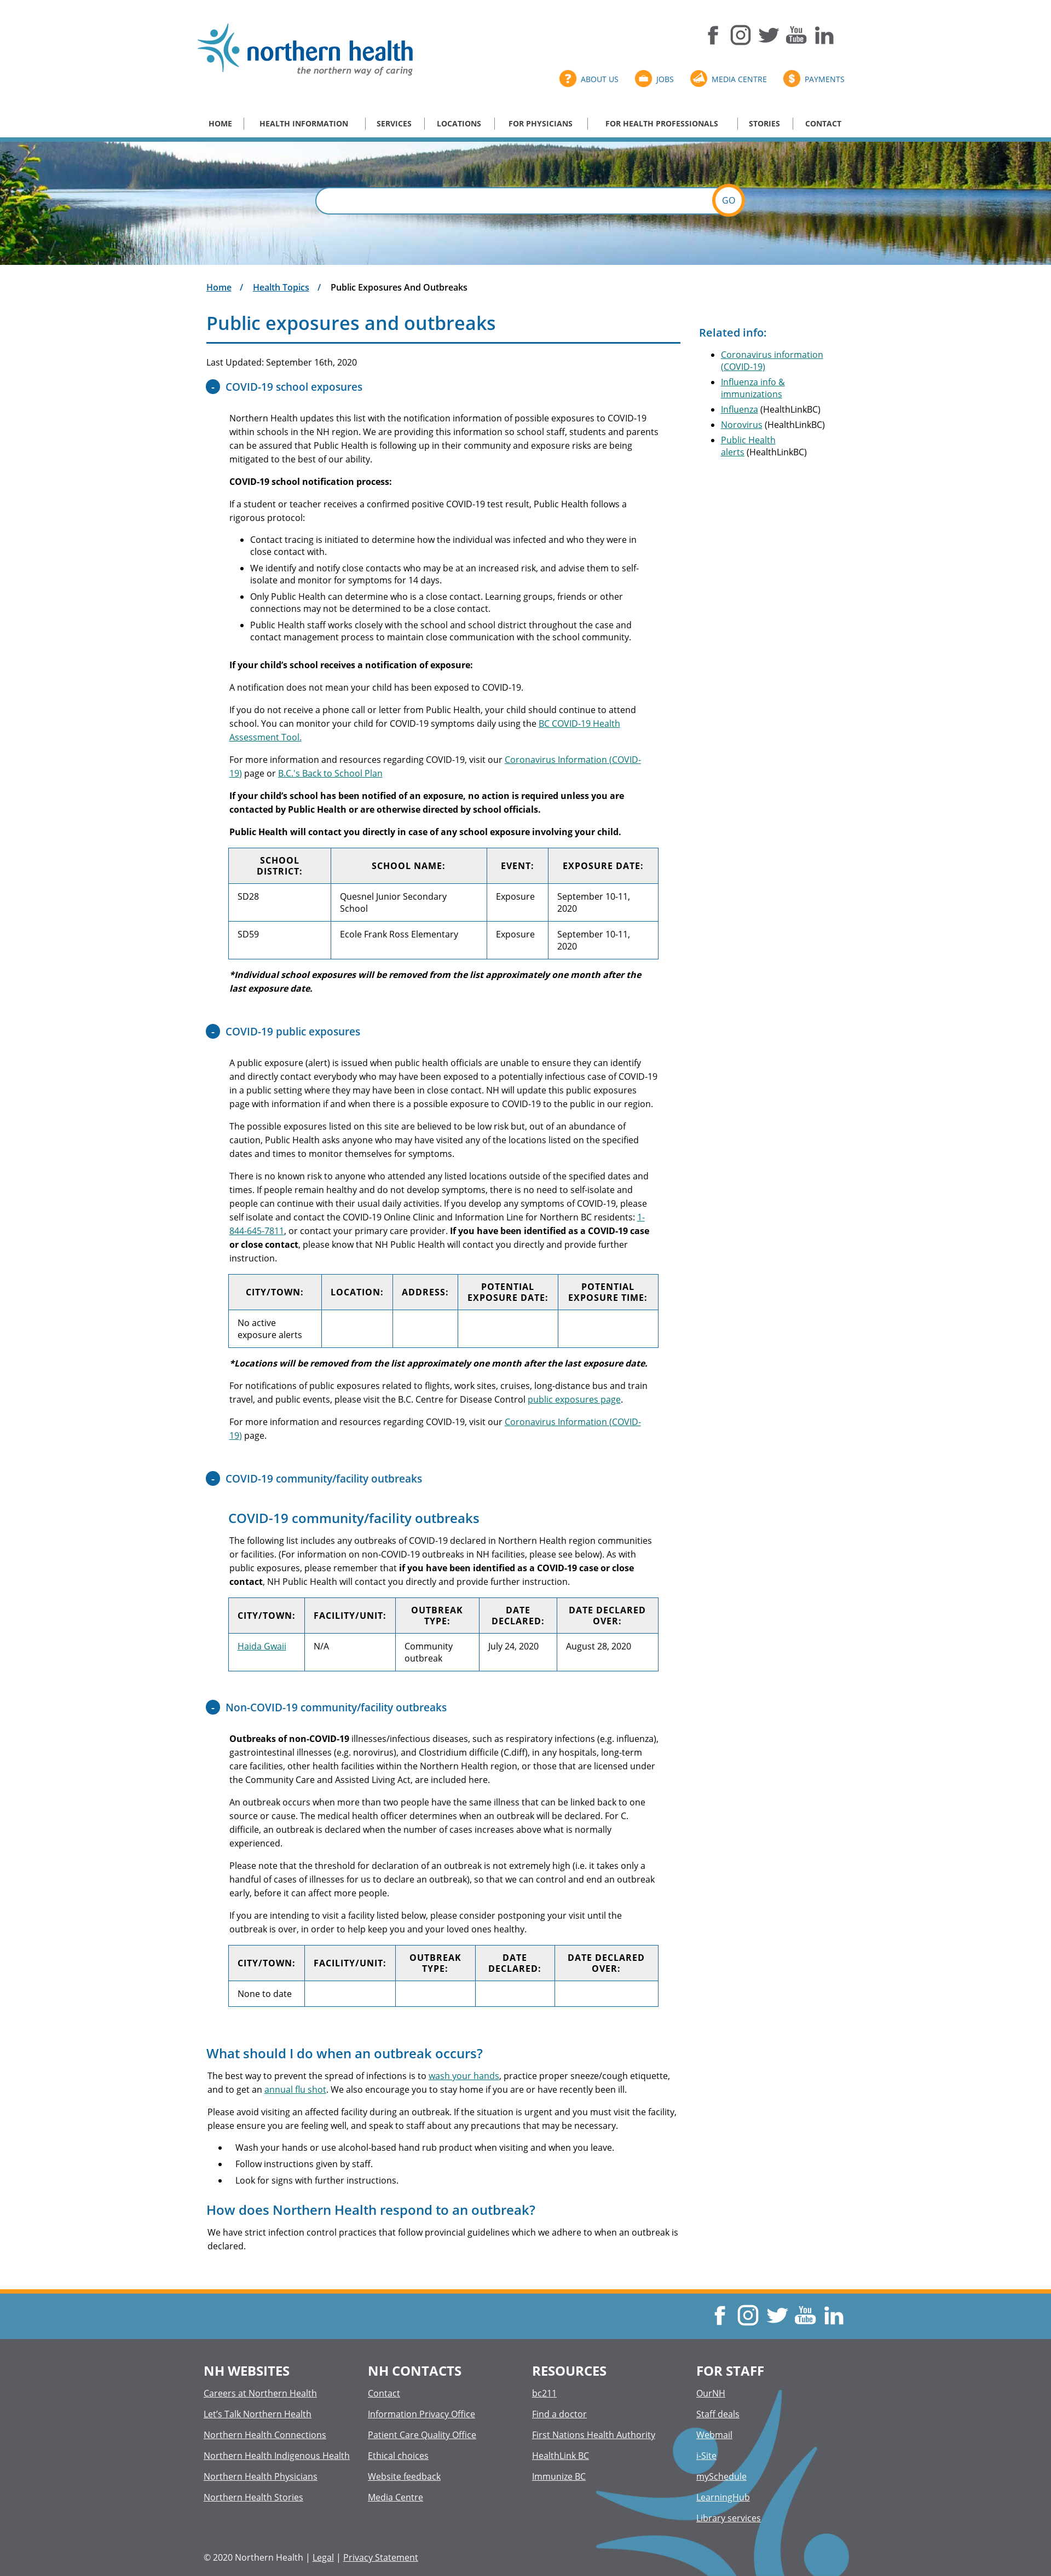 northern health
the northern way of caring
ABOUT US
JOBS
MEDIA CENTRE
PAYMENTS
HOME
HEALTH INFORMATION
SERVICES
LOCATIONS
FOR PHYSICIANS
FOR HEALTH PROFESSIONALS
STORIES
CONTACT
GO
Home / Health Topics / Public Exposures And Outbreaks
Public exposures and outbreaks
Last Updated: September 16th, 2020
- COVID-19 school exposures
Northern Health updates this list with the notification information of possible exposures to COVID-19
within schools in the NH region. We are providing this information so school staff, students and parents
can be assured that Public Health is following up in their community and exposure risks are being
mitigated to the best of our ability.
COVID-19 school notification process:
If a student or teacher receives a confirmed positive COVID-19 test result, Public Health follows a
rigorous protocol:
• Contact tracing is initiated to determine how the individual was infected and who they were in
close contact with.
• We identify and notify close contacts who may be at an increased risk, and advise them to self-
isolate and monitor for symptoms for 14 days.
• Only Public Health can determine who is a close contact. Learning groups, friends or other
connections may not be determined to be a close contact.
• Public Health staff works closely with the school and school district throughout the case and
contact management process to maintain close communication with the school community.
If your child's school receives a notification of exposure:
A notification does not mean your child has been exposed to COVID-19.
If you do not receive a phone call or letter from Public Health, your child should continue to attend
school. You can monitor your child for COVID-19 symptoms daily using the BC COVID-19 Health
Assessment Tool.
For more information and resources regarding COVID-19, visit our Coronavirus Information (COVID-
19) page or B.C.'s Back to School Plan
If your child's school has been notified of an exposure, no action is required unless you are
contacted by Public Health or are otherwise directed by school officials.
Public Health will contact you directly in case of any school exposure involving your child.
SCHOOL
DISTRICT:
SCHOOL NAME:
EVENT:
EXPOSURE DATE:
SD28
Quesnel Junior Secondary
School
Exposure
September 10-11,
2020
SD59
Ecole Frank Ross Elementary
Exposure
September 10-11,
2020
*Individual school exposures will be removed from the list approximately one month after the
last exposure date.
- COVID-19 public exposures
A public exposure (alert) is issued when public health officials are unable to ensure they can identify
and directly contact everybody who may have been exposed to a potentially infectious case of COVID-19
in a public setting where they may have been in close contact. NH will update this public exposures
page with information if and when there is a possible exposure to COVID-19 to the public in our region.
The possible exposures listed on this site are believed to be low risk but, out of an abundance of
caution, Public Health asks anyone who may have visited any of the locations listed on the specified
dates and times to monitor themselves for symptoms.
There is no known risk to anyone who attended any listed locations outside of the specified dates and
times. If people remain healthy and do not develop symptoms, there is no need to self-isolate and
people can continue with their usual daily activities. If you develop any symptoms of COVID-19, please
self isolate and contact the COVID-19 Online Clinic and Information Line for Northern BC residents: 1-
844-645-7811, or contact your primary care provider. If you have been identified as a COVID-19 case
or close contact, please know that NH Public Health will contact you directly and provide further
instruction.
CITY/TOWN:
LOCATION:
ADDRESS:
POTENTIAL
EXPOSURE DATE:
POTENTIAL
EXPOSURE TIME:
No active
exposure alerts
*Locations will be removed from the list approximately one month after the last exposure date.
For notifications of public exposures related to flights, work sites, cruises, long-distance bus and train
travel, and public events, please visit the B.C. Centre for Disease Control public exposures page.
For more information and resources regarding COVID-19, visit our Coronavirus Information (COVID-
19) page.
- COVID-19 community/facility outbreaks
COVID-19 community/facility outbreaks
The following list includes any outbreaks of COVID-19 declared in Northern Health region communities
or facilities. (For information on non-COVID-19 outbreaks in NH facilities, please see below). As with
public exposures, please remember that if you have been identified as a COVID-19 case or close
contact, NH Public Health will contact you directly and provide further instruction.
CITY/TOWN:
FACILITY/UNIT:
OUTBREAK
TYPE:
DATE
DECLARED:
DATE DECLARED
OVER:
Haida Gwaii
N/A
Community
outbreak
July 24, 2020
August 28, 2020
- Non-COVID-19 community/facility outbreaks
Outbreaks of non-COVID-19 illnesses/infectious diseases, such as respiratory infections (e.g. influenza),
gastrointestinal illnesses (e.g. norovirus), and Clostridium difficile (C.diff), in any hospitals, long-term
care facilities, other health facilities within the Northern Health region, or those that are licensed under
the Community Care and Assisted Living Act, are included here.
An outbreak occurs when more than two people have the same illness that can be linked back to one
source or cause. The medical health officer determines when an outbreak will be declared. For C.
difficile, an outbreak is declared when the number of cases increases above what is normally
experienced.
Please note that the threshold for declaration of an outbreak is not extremely high (i.e. it takes only a
handful of cases of illnesses for us to declare an outbreak), so that we can control and end an outbreak
early, before it can affect more people.
If you are intending to visit a facility listed below, please consider postponing your visit until the
outbreak is over, in order to help keep you and your loved ones healthy.
CITY/TOWN:
FACILITY/UNIT:
OUTBREAK
TYPE:
DATE
DECLARED:
DATE DECLARED
OVER:
None to date
What should I do when an outbreak occurs?
The best way to prevent the spread of infections is to wash your hands, practice proper sneeze/cough etiquette,
and to get an annual flu shot. We also encourage you to stay home if you are or have recently been ill.
Please avoid visiting an affected facility during an outbreak. If the situation is urgent and you must visit the facility,
please ensure you are feeling well, and speak to staff about any precautions that may be necessary.
• Wash your hands or use alcohol-based hand rub product when visiting and when you leave.
• Follow instructions given by staff.
• Look for signs with further instructions.
How does Northern Health respond to an outbreak?
We have strict infection control practices that follow provincial guidelines which we adhere to when an outbreak is
declared.
Related info:
• Coronavirus information
(COVID-19)
• Influenza info &
immunizations
• Influenza (HealthLinkBC)
• Norovirus (HealthLinkBC)
• Public Health
alerts (HealthLinkBC)
NH WEBSITES
Careers at Northern Health
Let's Talk Northern Health
Northern Health Connections
Northern Health Indigenous Health
Northern Health Physicians
Northern Health Stories
NH CONTACTS
Contact
Information Privacy Office
Patient Care Quality Office
Ethical choices
Website feedback
Media Centre
RESOURCES
bc211
Find a doctor
First Nations Health Authority
HealthLink BC
Immunize BC
FOR STAFF
OurNH
Staff deals
Webmail
i-Site
mySchedule
LearningHub
Library services
© 2020 Northern Health | Legal | Privacy Statement